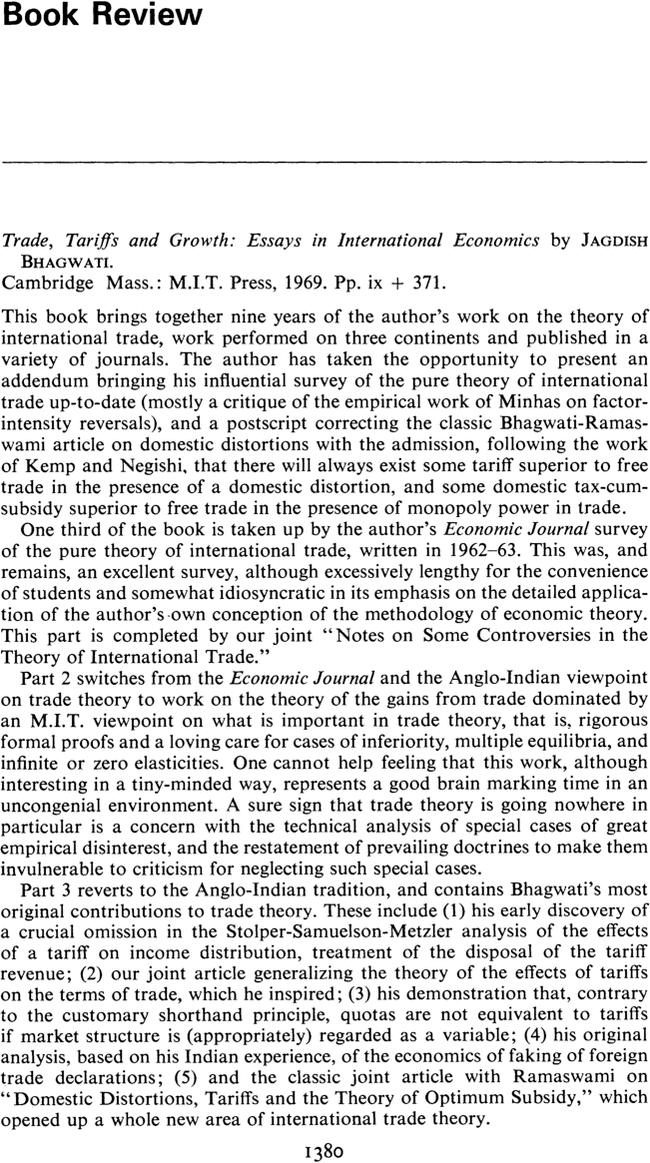 Book Review
Trade, Tariffs and Growth: Essays in International Economics by JAGDISH
BHAGWATI.
Cambridge Mass.: M.I.T. Press, 1969. Pp. ix + 371.
This book brings together nine years of the author's work on the theory of
international trade, work performed on three continents and published in a
variety of journals. The author has taken the opportunity to present an
addendum bringing his influential survey of the pure theory of international
trade up-to-date (mostly a critique of the empirical work of Minhas on factor-
intensity reversals), and a postscript correcting the classic Bhagwati-Ramas-
wami article on domestic distortions with the admission, following the work
of Kemp and Negishi, that there will always exist some tariff superior to free
trade in the presence of a domestic distortion, and some domestic tax-cum-
subsidy superior to free trade in the presence of monopoly power in trade.
One third of the book is taken up by the author's Economic Journal survey
of the pure theory of international trade, written in 1962–63. This was, and
remains, an excellent survey, although excessively lengthy for the convenience
of students and somewhat idiosyncratic in its emphasis on the detailed applica-
tion of the author's own conception of the methodology of economic theory.
This part is completed by our joint "Notes on Some Controversies in the
Theory of International Trade."
Part 2 switches from the Economic Journal and the Anglo-Indian viewpoint
on trade theory to work on the theory of the gains from trade dominated by
an M.I.T. viewpoint on what is important in trade theory, that is, rigorous
formal proofs and a loving care for cases of inferiority, multiple equilibria, and
infinite or zero elasticities. One cannot help feeling that this work, although
interesting in a tiny-minded way, represents a good brain marking time in an
uncongenial environment. A sure sign that trade theory is going nowhere in
particular is a concern with the technical analysis of special cases of great
empirical disinterest, and the restatement of prevailing doctrines to make them
invulnerable to criticism for neglecting such special cases.
Part 3 reverts to the Anglo-Indian tradition, and contains Bhagwati's most
original contributions to trade theory. These include (1) his early discovery of
a crucial omission in the Stolper-Samuelson-Metzler analysis of the effects
of a tariff on income distribution, treatment of the disposal of the tariff
revenue; (2) our joint article generalizing the theory of the effects of tariffs
on the terms of trade, which he inspired; (3) his demonstration that, contrary
to the customary shorthand principle, quotas are not equivalent to tariffs
if market structure is (appropriately) regarded as a variable; (4) his original
analysis, based on his Indian experience, of the economics of faking of foreign
trade declarations; (5) and the classic joint article with Ramaswami on
"Domestic Distortions, Tariffs and the Theory of Optimum Subsidy," which
opened up a whole new area of international trade theory.
1380